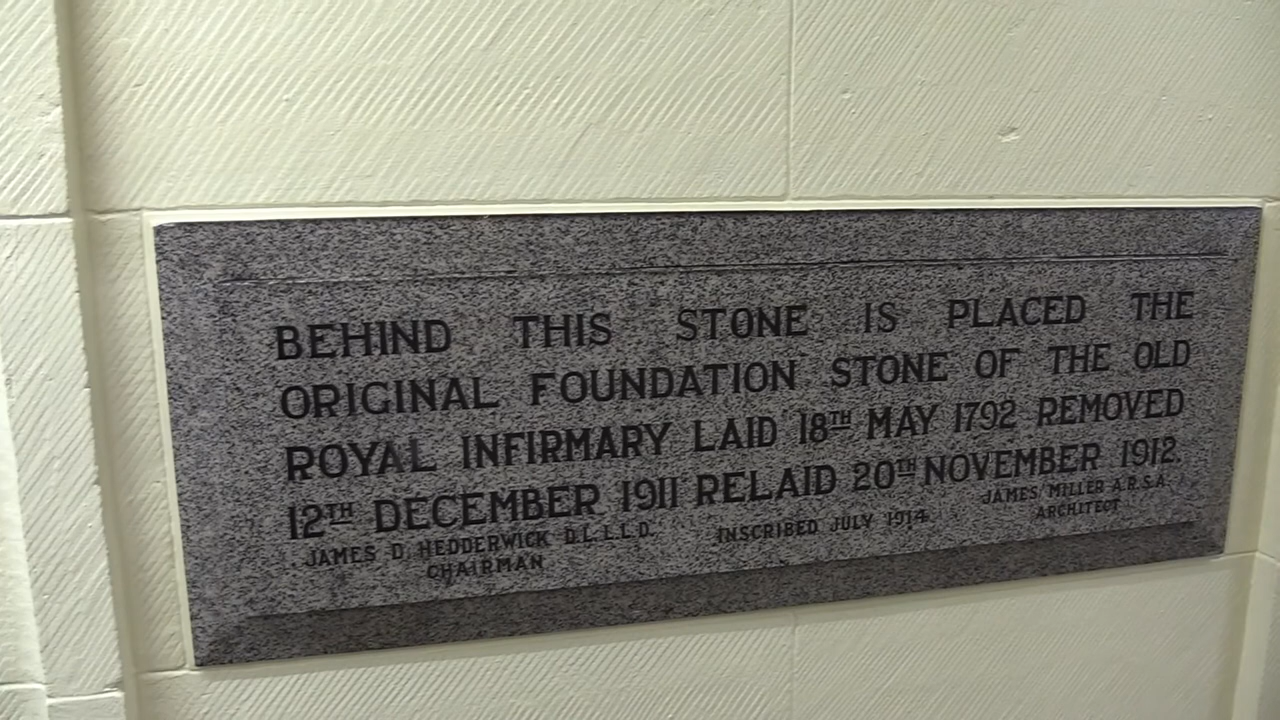 BEHIND THIS STONE IS PLACED THE
ORIGINAL FOUNDATION STONE OF THE OLD
ROYAL INFIRMARY LAID 18TH MAY 1792 REMOVED
12TH DECEMBER 1911 RELAID 20TH NOVEMBER 1912.
JAMES D. HEDDERWICK D.L. L.L.D.
CHAIRMAN
INSCRIBED JULY 1914
JAMES MILLER A.R.S.A.
ARCHITECT